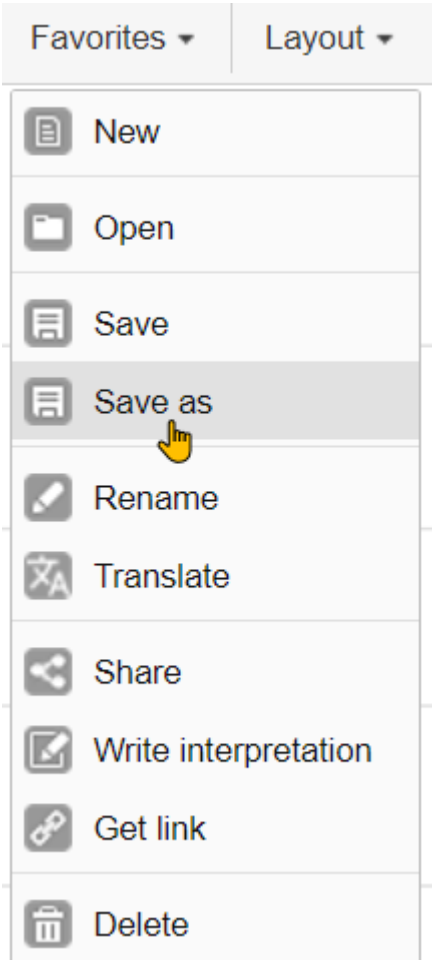 Favorites Layout
New
Open
Save
Save as
Rename
Translate
Share
Write interpretation
Get link
Delete